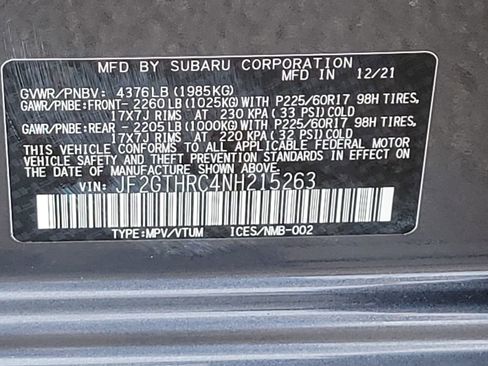 MFD BY SUBARU CORPORATION
MFD IN 12/21
GVWR/PNBV: 4376LB(1985KG)
GAWR/PNBE:FRONT-2260LB(1025KG)WITH P225/60R17 98H TIRES,
17X7J RIMS AT 230 KPA(33 PSI)COLD
GAWR/PNBE:REAR -2205LB(1000KG)WITH P225/60R17 98H TIRES,
17X7J RIMS AT 220 KPA(32 PSI)COLD.
THIS VEHICLE CONFORMS TO ALL APPLICABLE FEDERAL MOTOR
VEHICLE SAFETY AND THEFT PREVENTION STANDARDS IN EFFECT ON
THE DATE OF MANUFACTURE SHOWN ABOVE.
VIN: JF2GTHRC4NH215263
TYPE:MPV/VTUM ICES/NMB-002